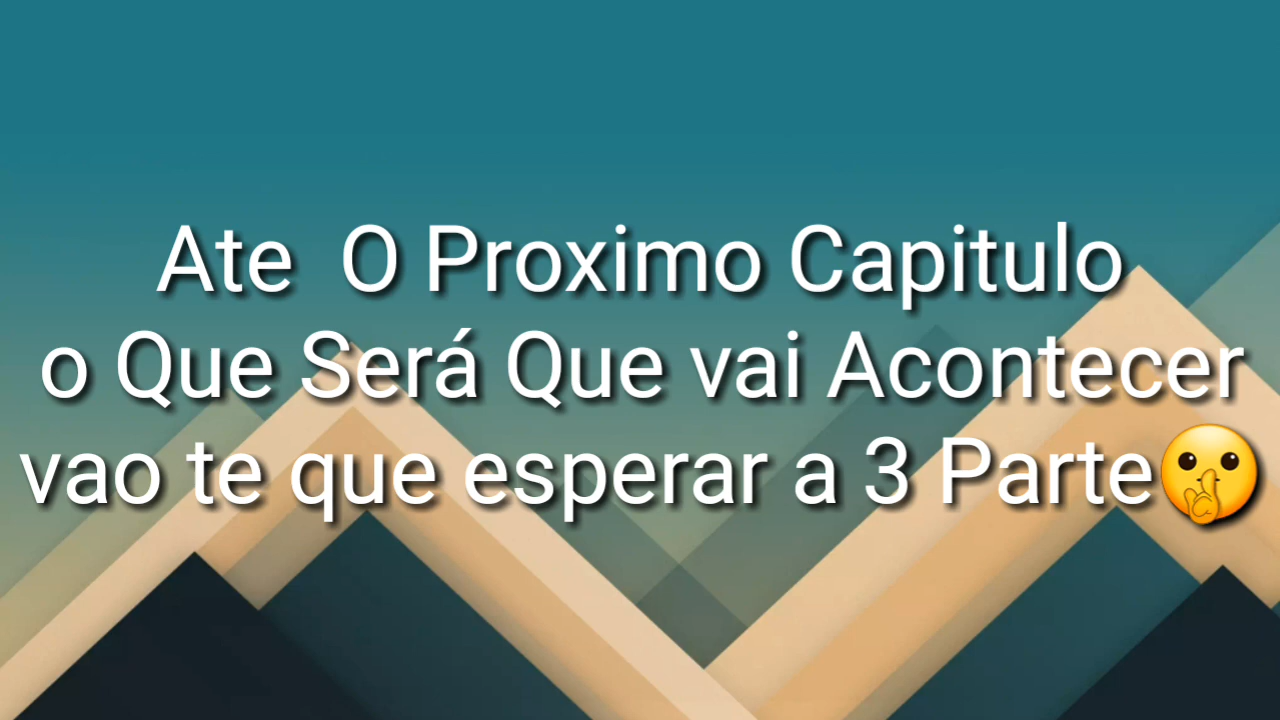 Ate O Proximo Capitulo
o Que Será Que vai Acontecer
vao te que esperar a 3 Parte🤫